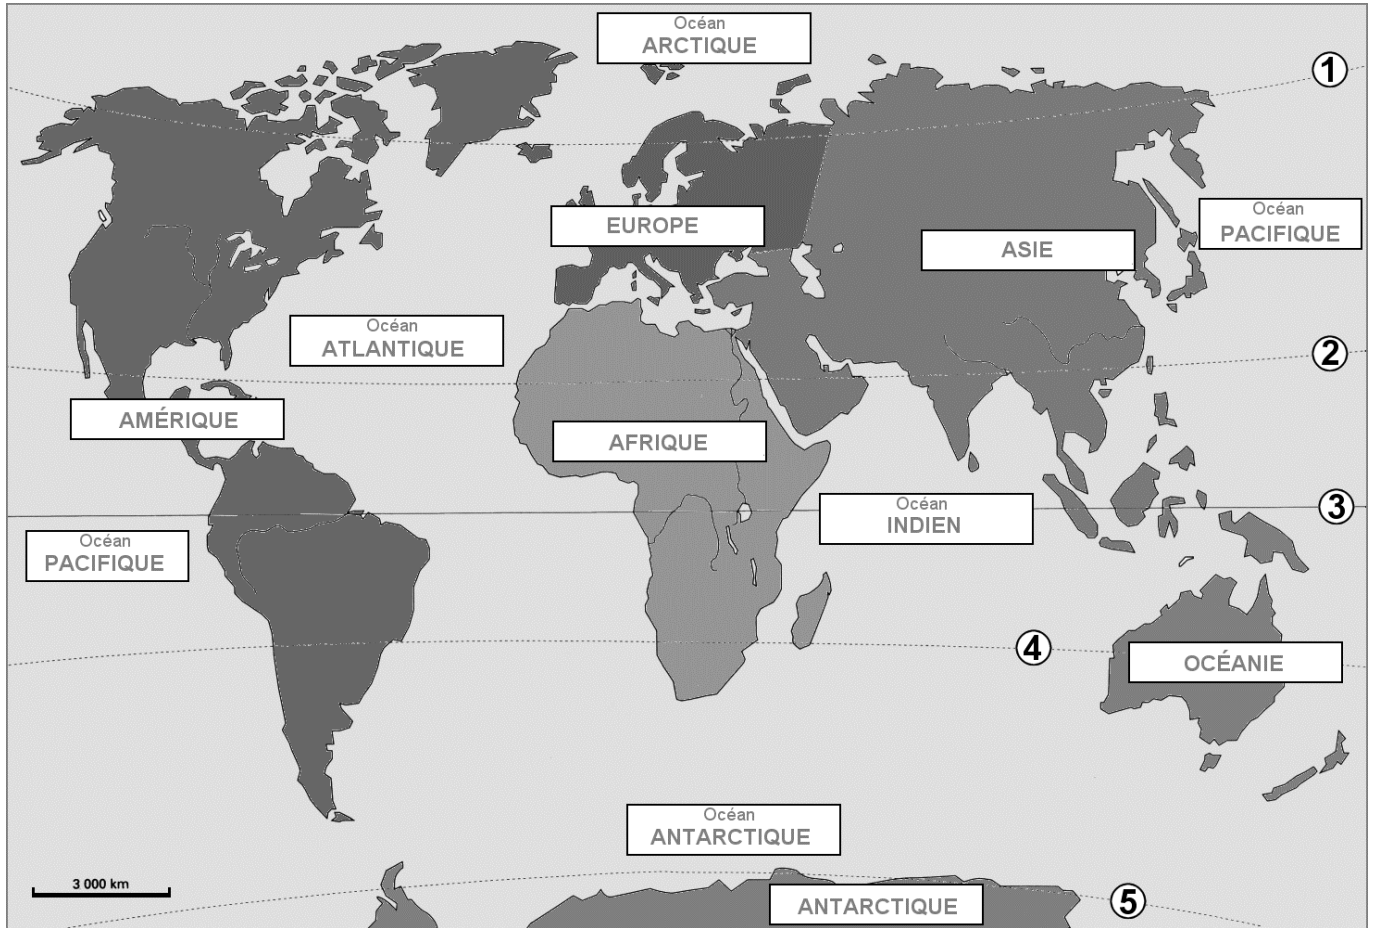 Océan
ARCTIQUE
1
Océan
PACIFIQUE
EUROPE
ASIE
Océan
ATLANTIQUE
2
AMÉRIQUE
AFRIQUE
Océan
INDIEN
3
Océan
PACIFIQUE
4
OCÉANIE
Océan
ANTARCTIQUE
3 000 km
ANTARCTIQUE
5